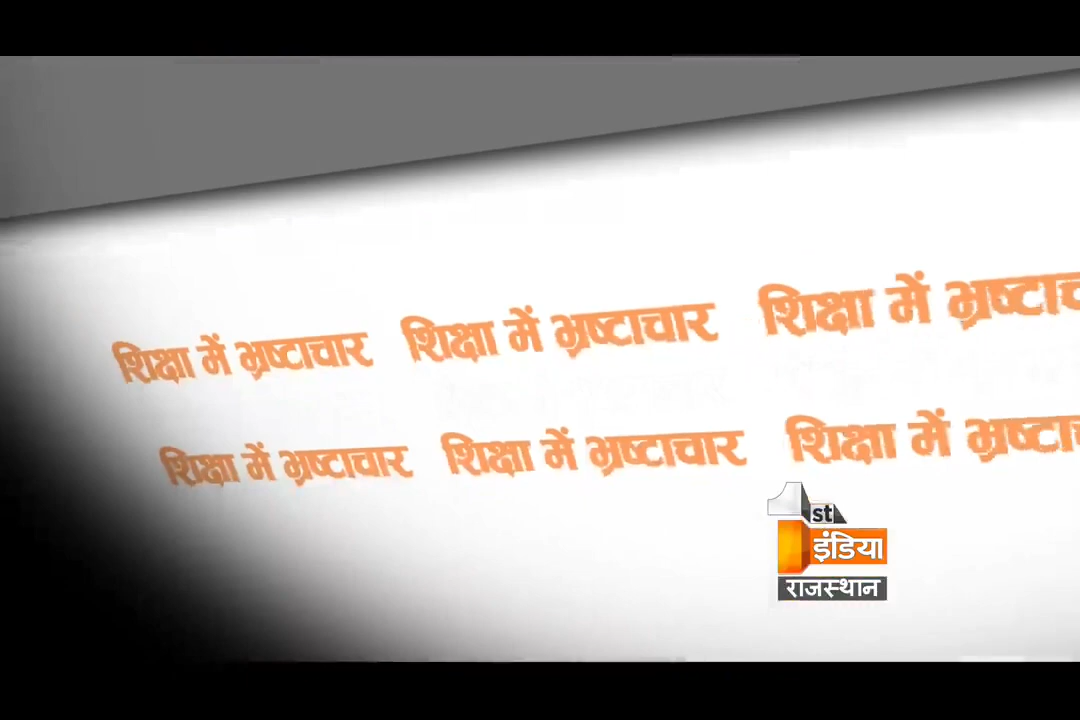 शिक्षा में भ्रष्टाचार शिक्षा में भ्रष्टाचार शिक्षा में
शिक्षा में भ्रष्टाचार शिक्षा में भ्रष्टाचार शिक्षा में
1st
इंडिया
राजस्थान